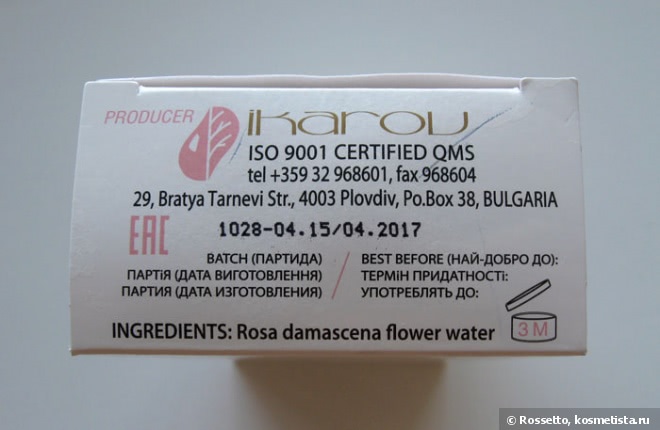 PRODUCER ikarov
ISO 9001 CERTIFIED QMS
tel +359 32 968601, fax 968604
29, Bratya Tarnevi Str., 4003 Plovdiv, Po.Box 38, BULGARIA
EAC 1028-04.15/04.2017
BATCH (ПАРТИДА) / BEST BEFORE (НАЙ-ДОБРО ДО):
ПАРТІЯ (ДАТА ВИГОТОВЛЕННЯ) ТЕРМІН ПРИДАТНОСТІ:
ПАРТИЯ (ДАТА ИЗГОТОВЛЕНИЯ) УПОТРЕБЛЯТЬ ДО:
INGREDIENTS: Rosa damascena flower water 3 M
© Rossetto, kosmetista.ru